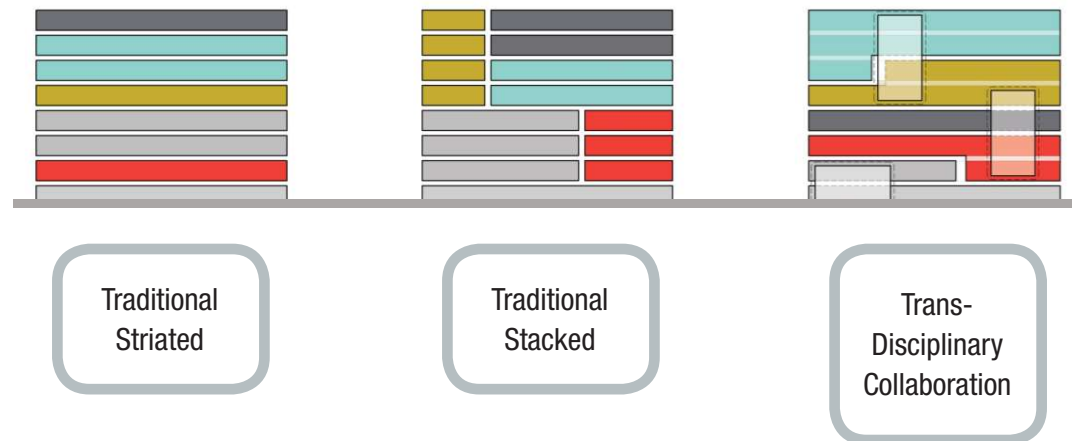 Traditional
Striated
Traditional
Stacked
Trans-
Disciplinary
Collaboration